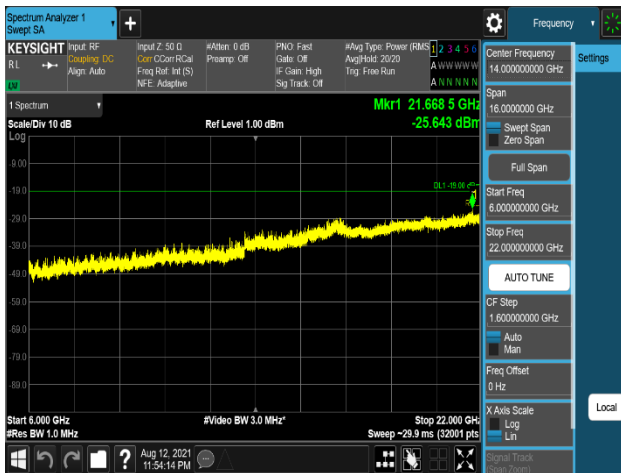 Spectrum Analyzer 1
Swept SA
Frequency
KEYSIGHT
RL
LXI
Input: RF
Coupling: DC
Align: Auto
Input Z: 50 Ω
Corr CCorr RCal
Freq Ref: Int (S)
NFE: Adaptive
#Atten: 0 dB
Preamp: Off
PNO: Fast
Gate: Off
IF Gain: High
Sig Track: Off
#Avg Type: Power (RMS
Avg|Hold: 20/20
Trig: Free Run
1 2 3 4 5 6
A W W W W W
A N N N N N
1 Spectrum
Scale/Div 10 dB
Ref Level 1.00 dBm
Mkr1 21.668 5 GHz
-25.643 dBm
Log
-9.00
-19.0
-29.0
-39.0
-49.0
-59.0
-69.0
-79.0
-89.0
DL1 -19.00 dB
1
Start 6.000 GHz
#Res BW 1.0 MHz
#Video BW 3.0 MHz*
Stop 22.000 GHz
Sweep ~29.9 ms (32001 pts
Center Frequency
14.000000000 GHz
Span
16.0000000 GHz
Swept Span
Zero Span
Full Span
Start Freq
6.000000000 GHz
Stop Freq
22.000000000 GHz
AUTO TUNE
CF Step
1.600000000 GHz
Auto
Man
Freq Offset
0 Hz
X Axis Scale
Log
Lin
Signal Track
(Span Zoom)
Settings
Local
?
Aug 12, 2021
11:54:14 PM